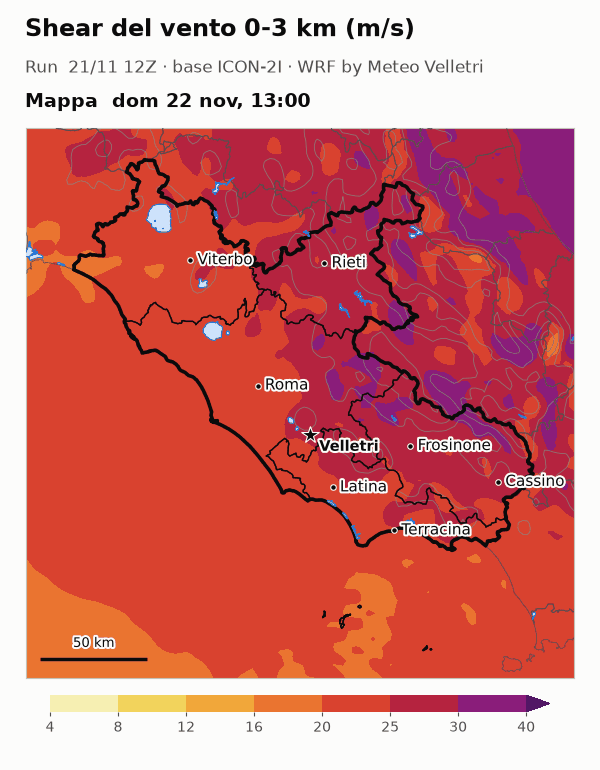 Shear del vento 0-3 km (m/s)
Run  21/11 12Z · base ICON-2I · WRF by Meteo Velletri
Mappa  dom 22 nov, 13:00
Viterbo
Rieti
Roma
Velletri
Frosinone
Latina
Cassino
Terracina
50 km
4 8 12 16 20 25 30 40